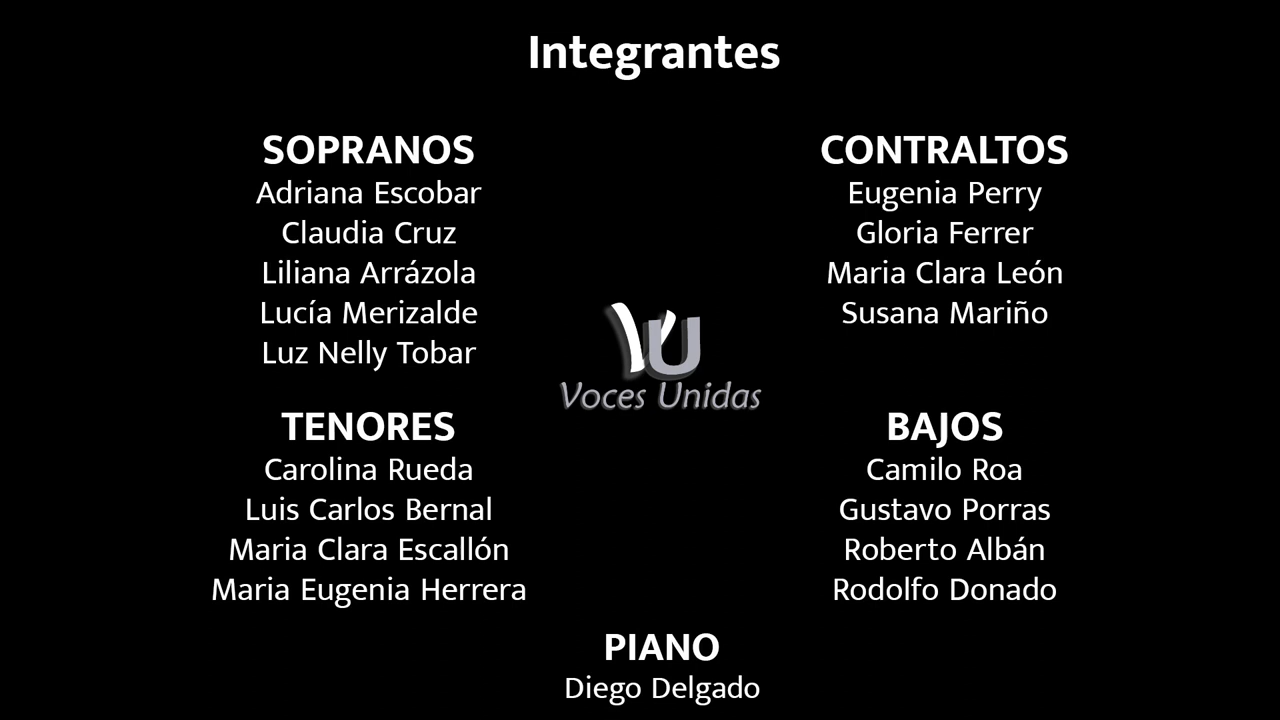 Integrantes
SOPRANOS
Adriana Escobar
Claudia Cruz
Liliana Arrázola
Lucía Merizalde
Luz Nelly Tobar
CONTRALTOS
Eugenia Perry
Gloria Ferrer
Maria Clara León
Susana Mariño
VU
Voces Unidas
TENORES
Carolina Rueda
Luis Carlos Bernal
Maria Clara Escallón
Maria Eugenia Herrera
BAJOS
Camilo Roa
Gustavo Porras
Roberto Albán
Rodolfo Donado
PIANO
Diego Delgado